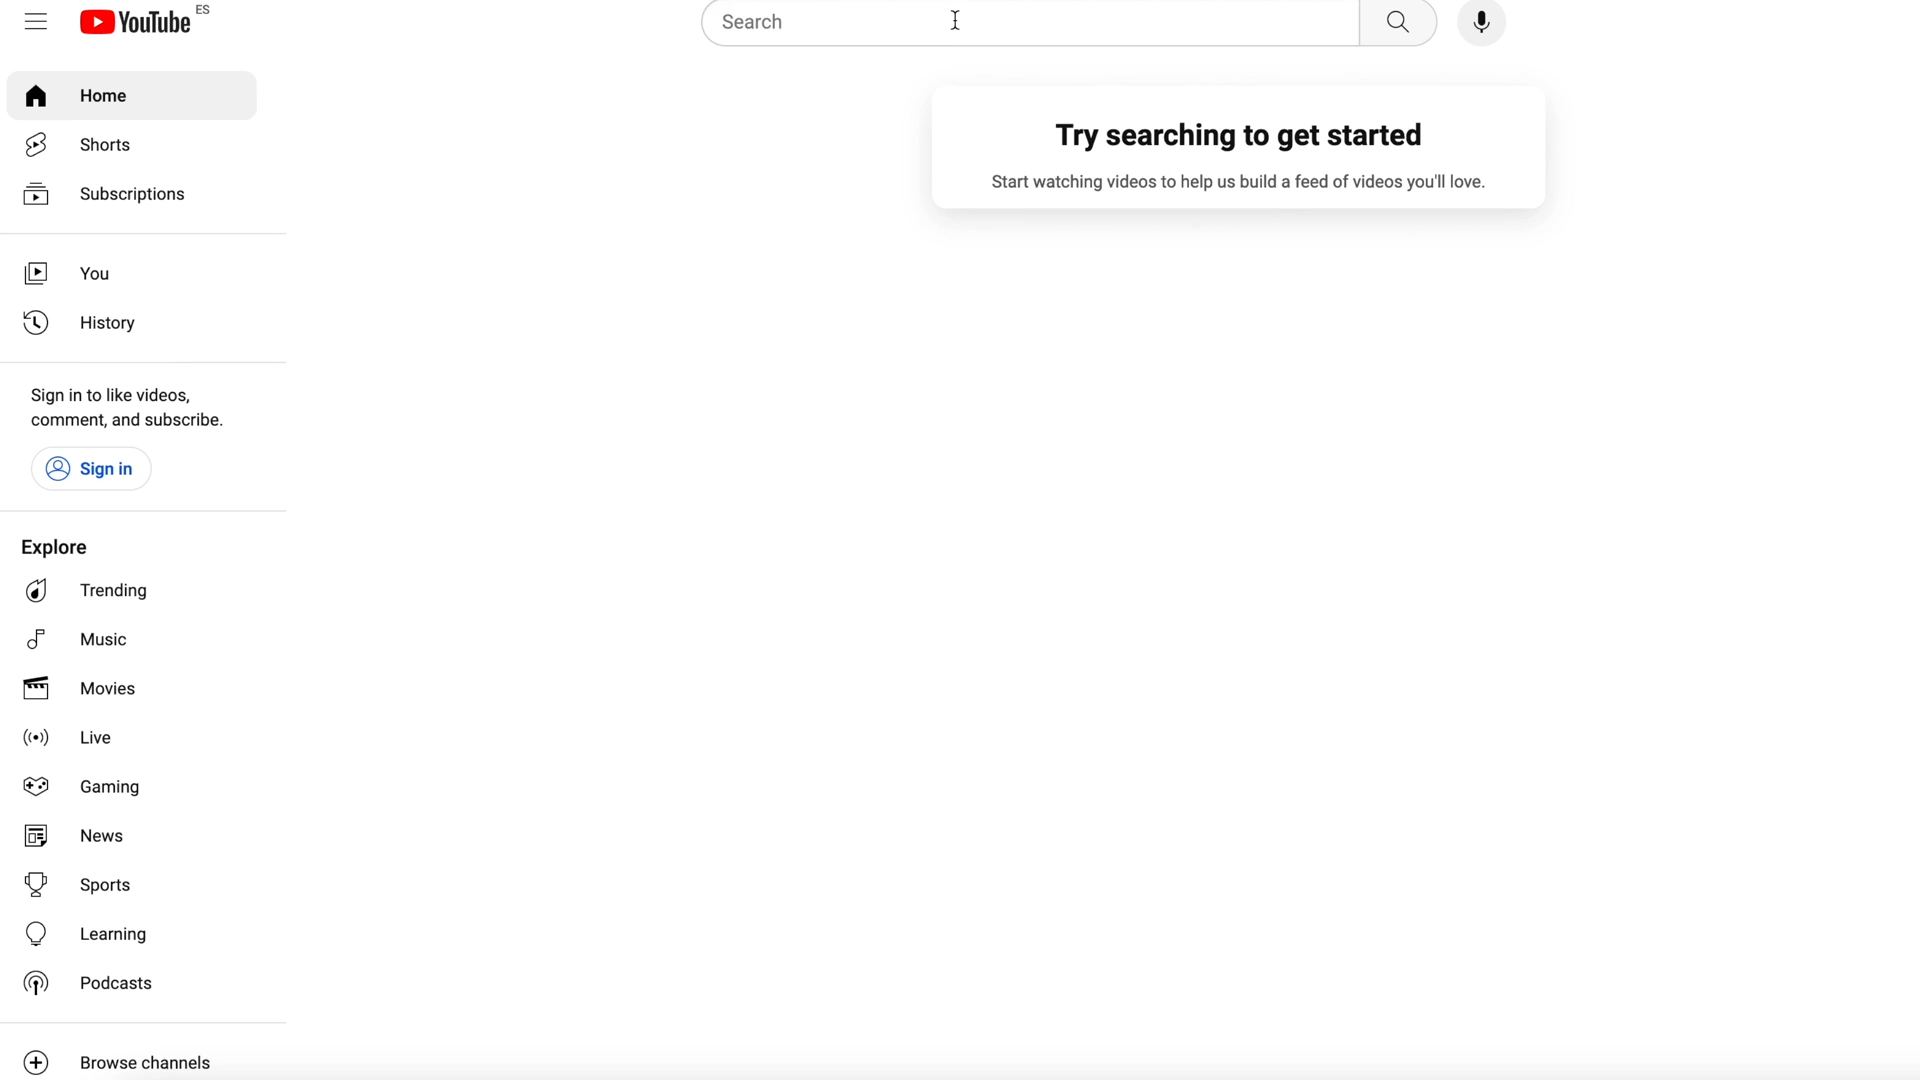 YouTube ES
Search
Home
Shorts
Subscriptions
You
History
Sign in to like videos,
comment, and subscribe.
Sign in
Explore
Trending
Music
Movies
Live
Gaming
News
Sports
Learning
Podcasts
Browse channels
Try searching to get started
Start watching videos to help us build a feed of videos you'll love.